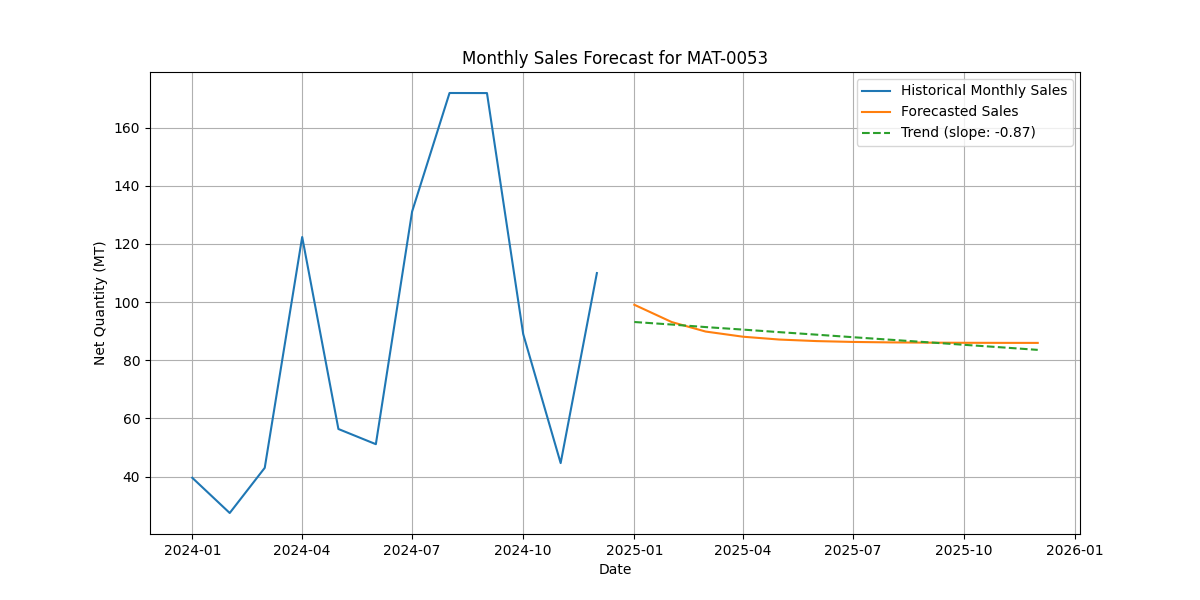 Monthly Sales Forecast for MAT-0053
Historical Monthly Sales
Forecasted Sales
Trend (slope: -0.87)
Net Quantity (MT)
160
140
120
100
80
60
40
2024-01 2024-04 2024-07 2024-10 2025-01 2025-04 2025-07 2025-10 2026-01
Date